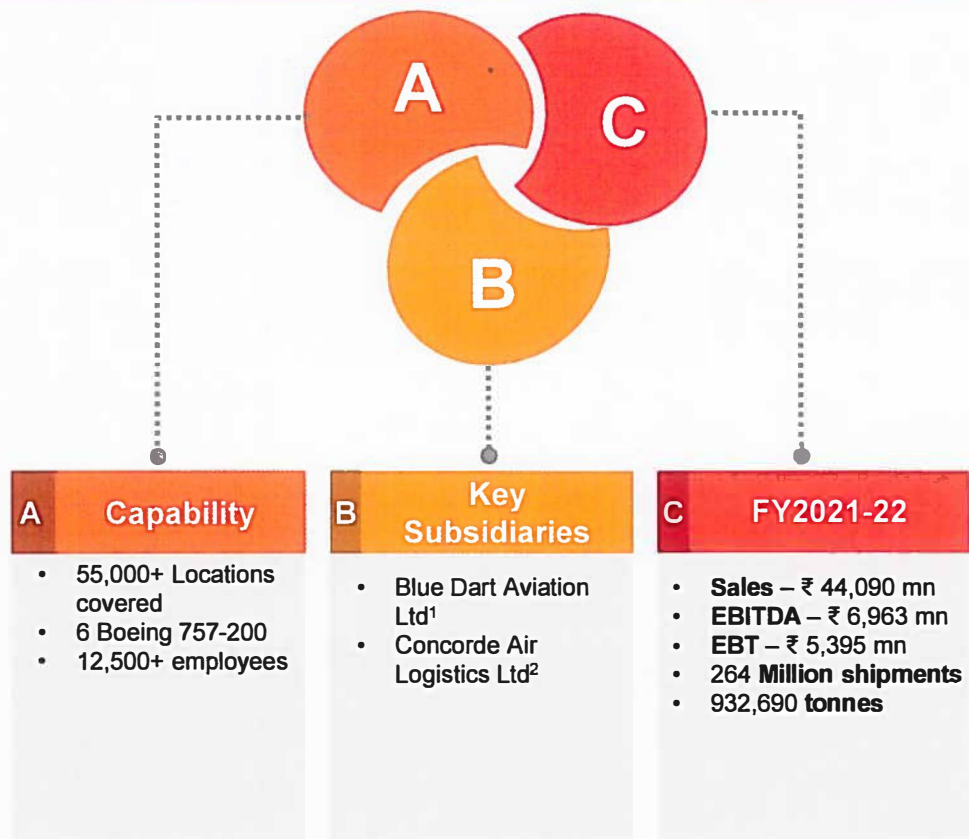 A
C
B
A Capability
• 55,000+ Locations
covered
• 6 Boeing 757-200
• 12,500+ employees
B Key
Subsidiaries
• Blue Dart Aviation
Ltd¹
• Concorde Air
Logistics Ltd²
C FY2021-22
• Sales – ₹ 44,090 mn
• EBITDA – ₹ 6,963 mn
• EBT – ₹ 5,395 mn
• 264 Million shipments
• 932,690 tonnes